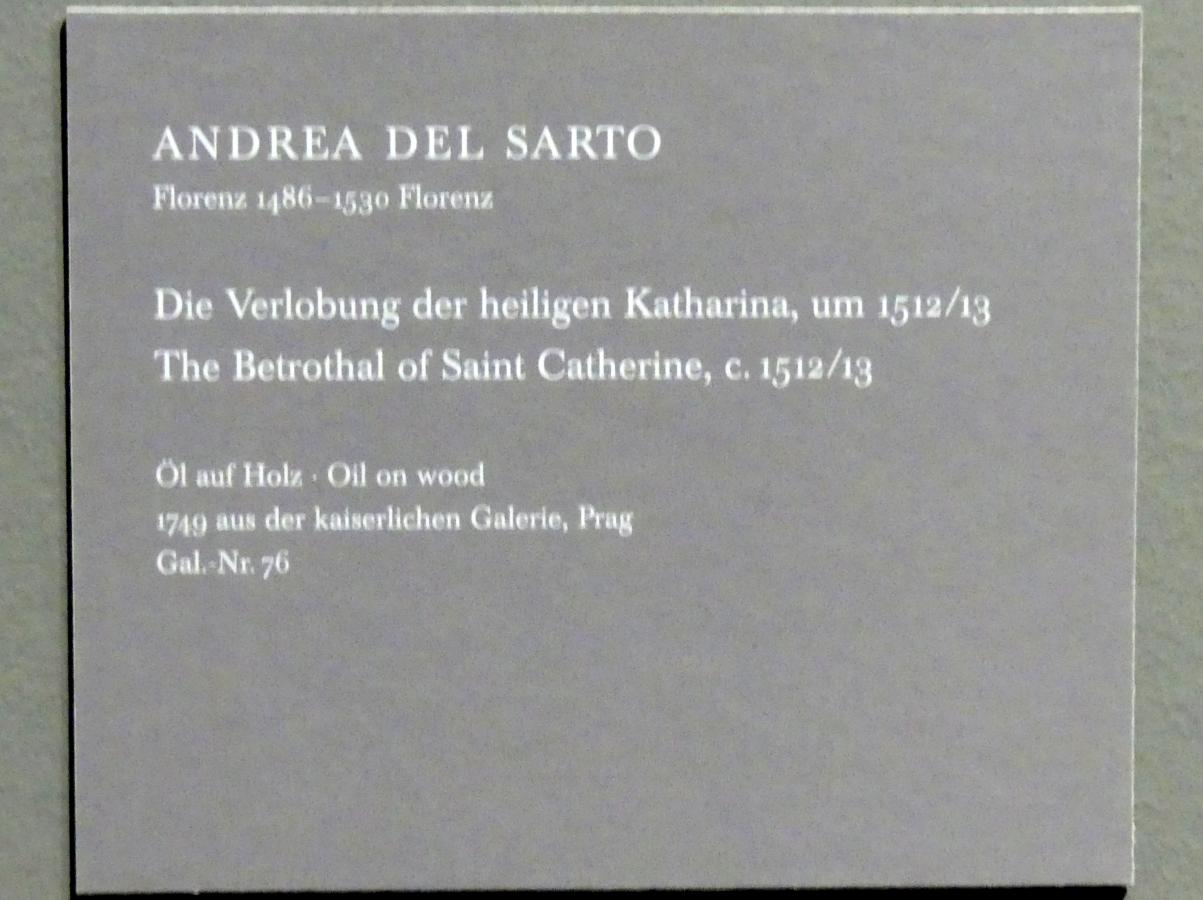 ANDREA DEL SARTO
Florenz 1486–1530 Florenz
Die Verlobung der heiligen Katharina, um 1512/13
The Betrothal of Saint Catherine, c. 1512/13
Öl auf Holz · Oil on wood
1749 aus der kaiserlichen Galerie, Prag
Gal.-Nr. 76